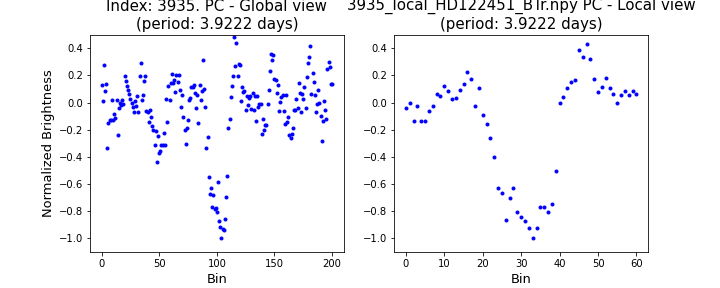 Index: 3935. PC - Global view
(period: 3.9222 days)
3935_local_HD122451_BTr.npy PC - Local view
(period: 3.9222 days)
Normalized Brightness
0.4
0.2
0.0
−0.2
−0.4
−0.6
−0.8
−1.0
0 50 100 150 200
Bin
0.4
0.2
0.0
−0.2
−0.4
−0.6
−0.8
−1.0
0 10 20 30 40 50 60
Bin